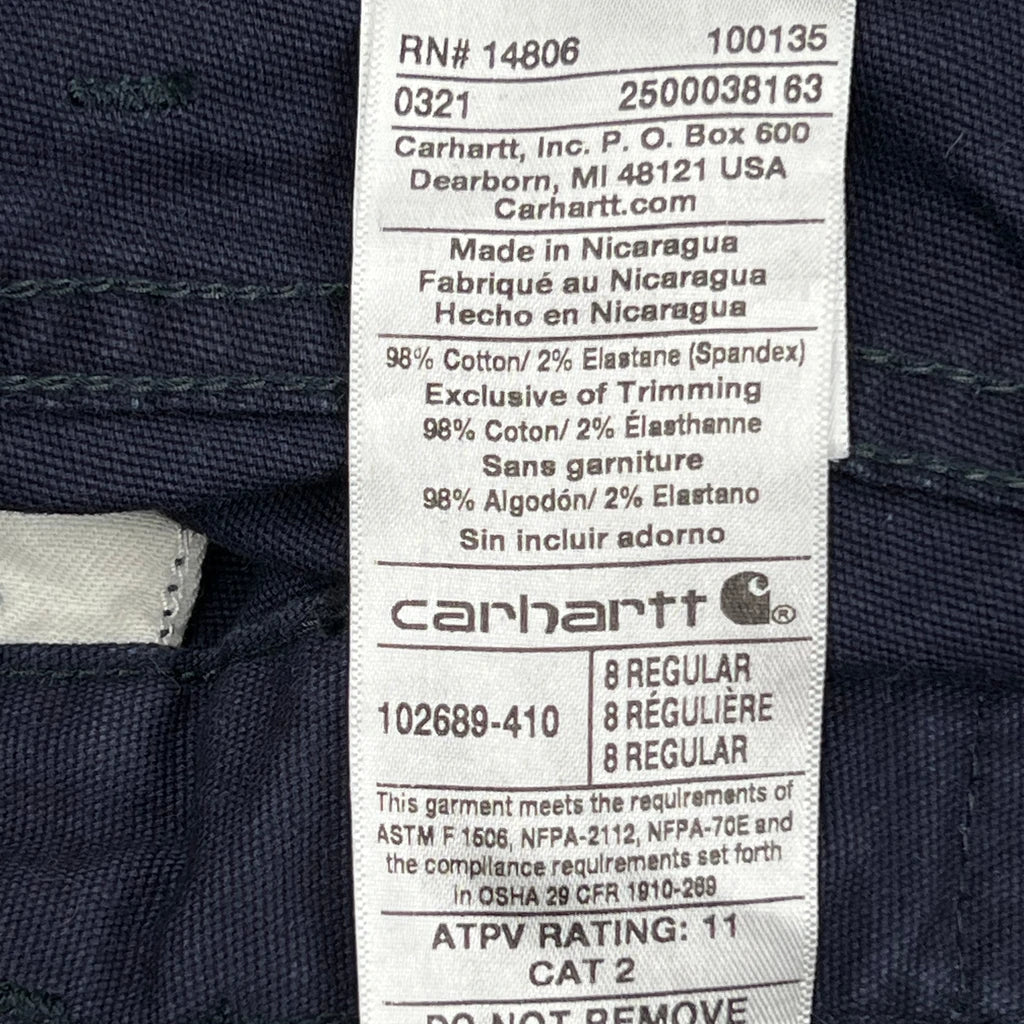 RN# 14806 100135
0321 2500038163
Carhartt, Inc. P. O. Box 600
Dearborn, MI 48121 USA
Carhartt.com
Made in Nicaragua
Fabriqué au Nicaragua
Hecho en Nicaragua
98% Cotton/ 2% Elastane (Spandex)
Exclusive of Trimming
98% Coton/ 2% Élasthanne
Sans garniture
98% Algodón/ 2% Elastano
Sin incluir adorno
carhartt ®
102689-410
8 REGULAR
8 RÉGULIÈRE
8 REGULAR
This garment meets the requirements of
ASTM F 1506, NFPA-2112, NFPA-70E and
the compliance requirements set forth
in OSHA 29 CFR 1910-269
ATPV RATING: 11
CAT 2
DO NOT REMOVE